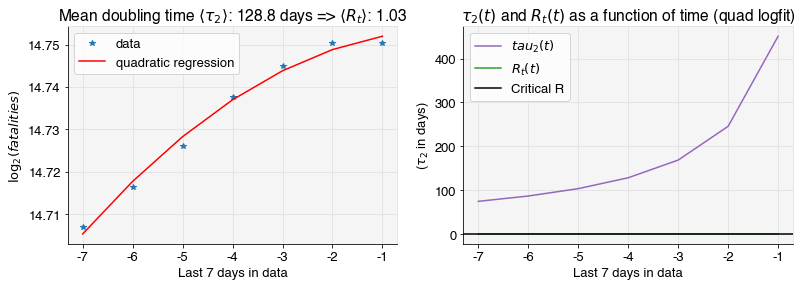 Mean doubling time ⟨τ₂⟩: 128.8 days => ⟨Rₜ⟩: 1.03
14.75
14.74
14.73
14.72
14.71
log₂(fatalities)
data
quadratic regression
-7 -6 -5 -4 -3 -2 -1
Last 7 days in data
τ₂(t) and Rₜ(t) as a function of time (quad logfit)
400
300
200
100
0
(τ₂ in days)
tau₂(t)
Rₜ(t)
Critical R
-7 -6 -5 -4 -3 -2 -1
Last 7 days in data